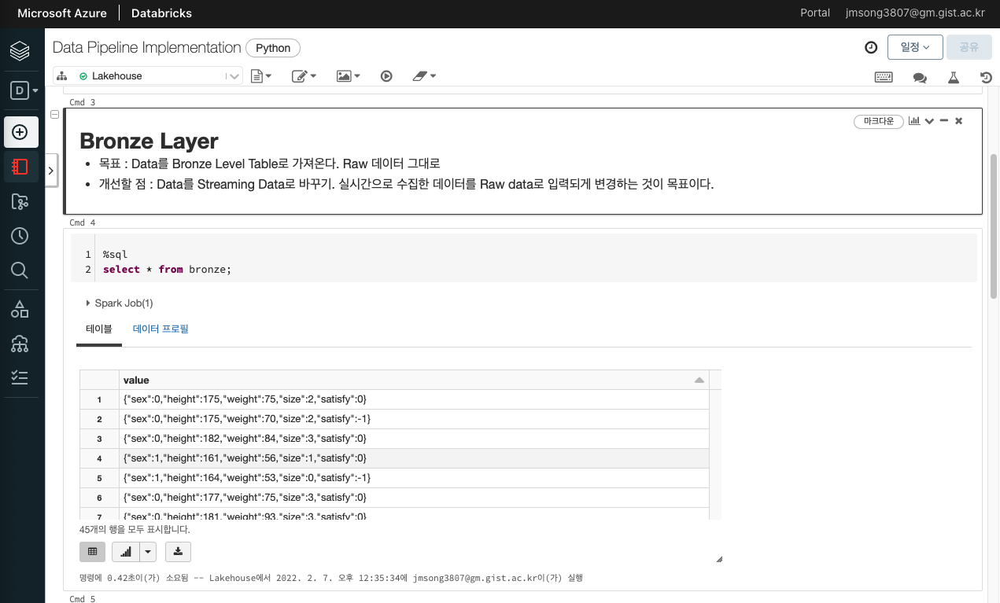 Microsoft Azure Databricks Portal jmsong3807@gm.gist.ac.kr
Data Pipeline Implementation Python 일정 공유
D Lakehouse
Cmd 3
마크다운
Bronze Layer
• 목표 : Data를 Bronze Level Table로 가져온다. Raw 데이터 그대로
• 개선할 점 : Data를 Streaming Data로 바꾸기. 실시간으로 수집한 데이터를 Raw data로 입력되게 변경하는 것이 목표이다.
Cmd 4
1 %sql
2 select * from bronze;
Spark Job(1)
테이블 데이터 프로필
value
1 {"sex":0,"height":175,"weight":75,"size":2,"satisfy":0}
2 {"sex":0,"height":175,"weight":70,"size":2,"satisfy":-1}
3 {"sex":0,"height":182,"weight":84,"size":3,"satisfy":0}
4 {"sex":1,"height":161,"weight":56,"size":1,"satisfy":0}
5 {"sex":1,"height":164,"weight":53,"size":0,"satisfy":-1}
6 {"sex":0,"height":177,"weight":75,"size":3,"satisfy":0}
7 {"sex":0,"height":181,"weight":93,"size":3,"satisfy":0}
45개의 행을 모두 표시합니다.
명령에 0.42초이(가) 소요됨 -- Lakehouse에서 2022. 2. 7. 오후 12:35:34에 jmsong3807@gm.gist.ac.kr이(가) 실행
Cmd 5